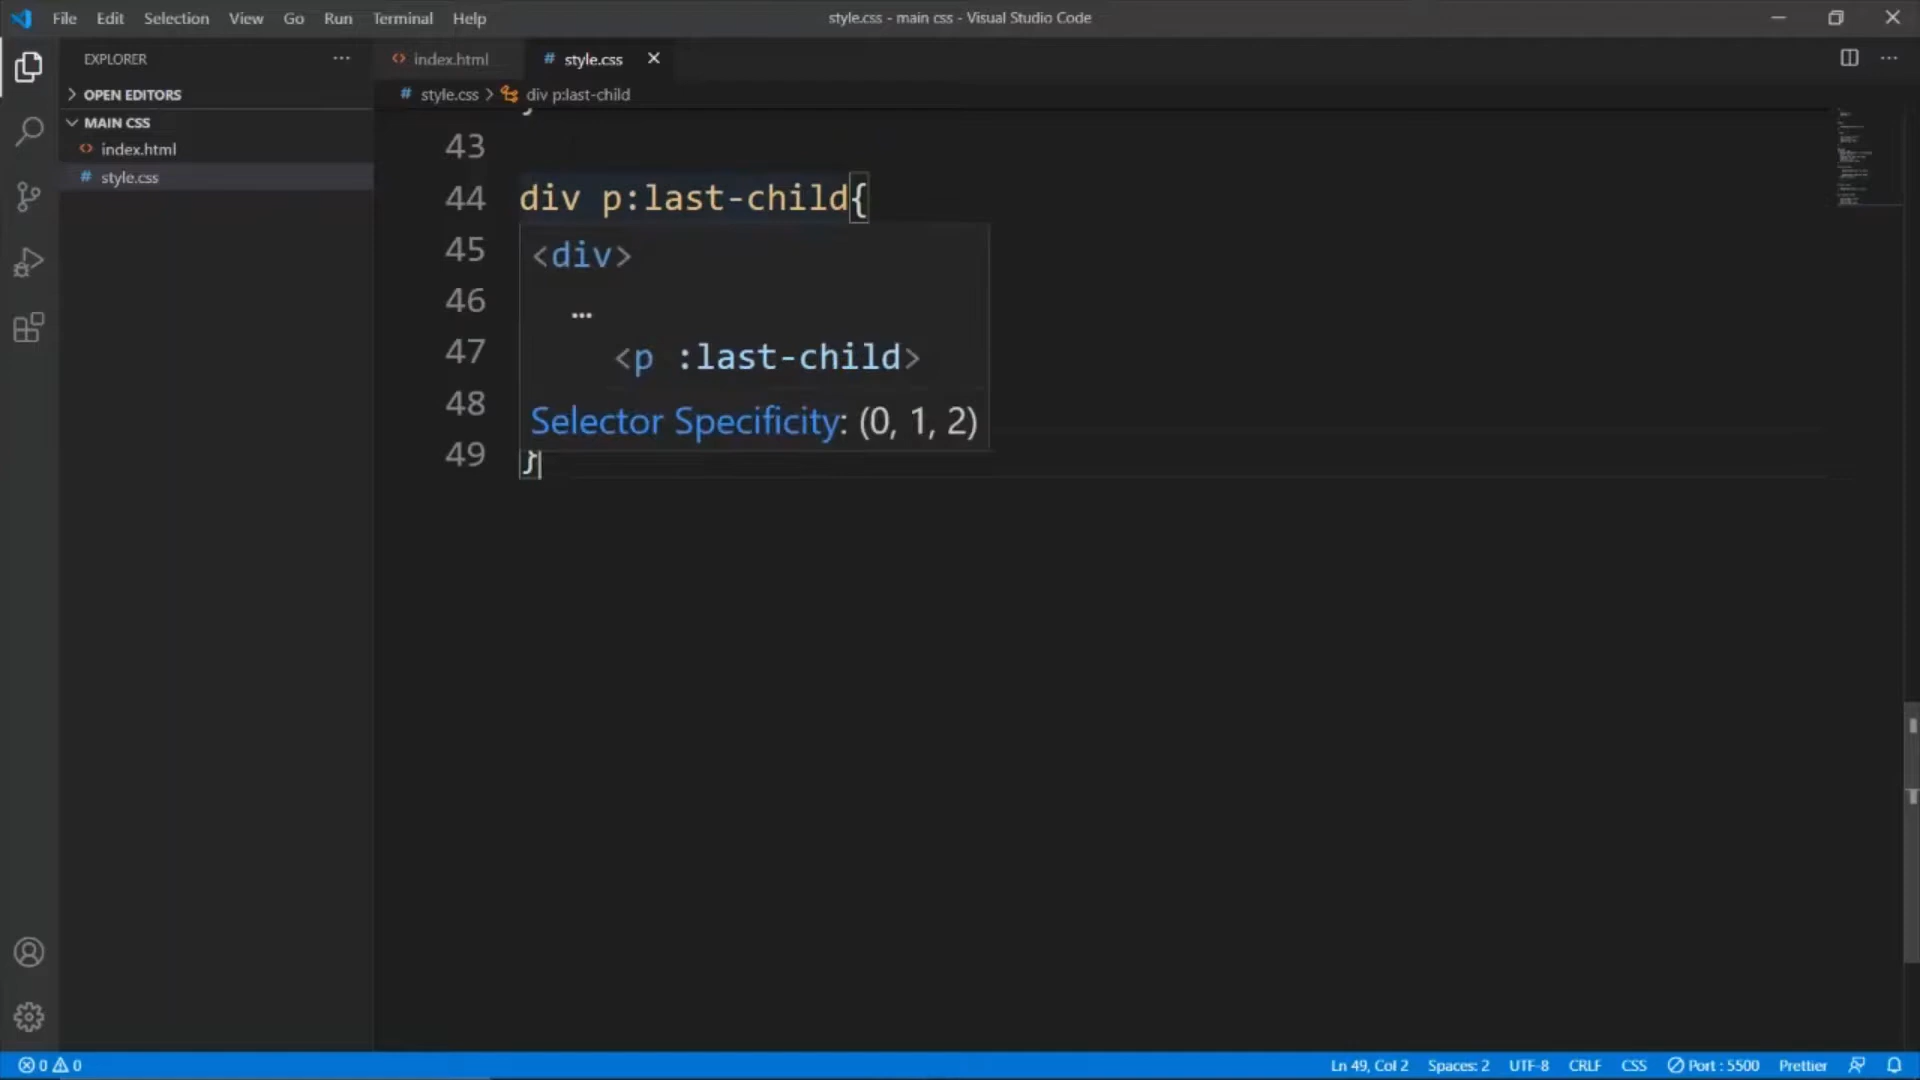 File Edit Selection View Go Run Terminal Help
style.css - main css - Visual Studio Code
EXPLORER
OPEN EDITORS
MAIN CSS
index.html
style.css
index.html
style.css
style.css > div p:last-child
43
44 div p:last-child{
45 <div>
46 …
47 <p :last-child>
48 Selector Specificity: (0, 1, 2)
49 }
0 0
Ln 49, Col 2 Spaces: 2 UTF-8 CRLF CSS Port : 5500 Prettier